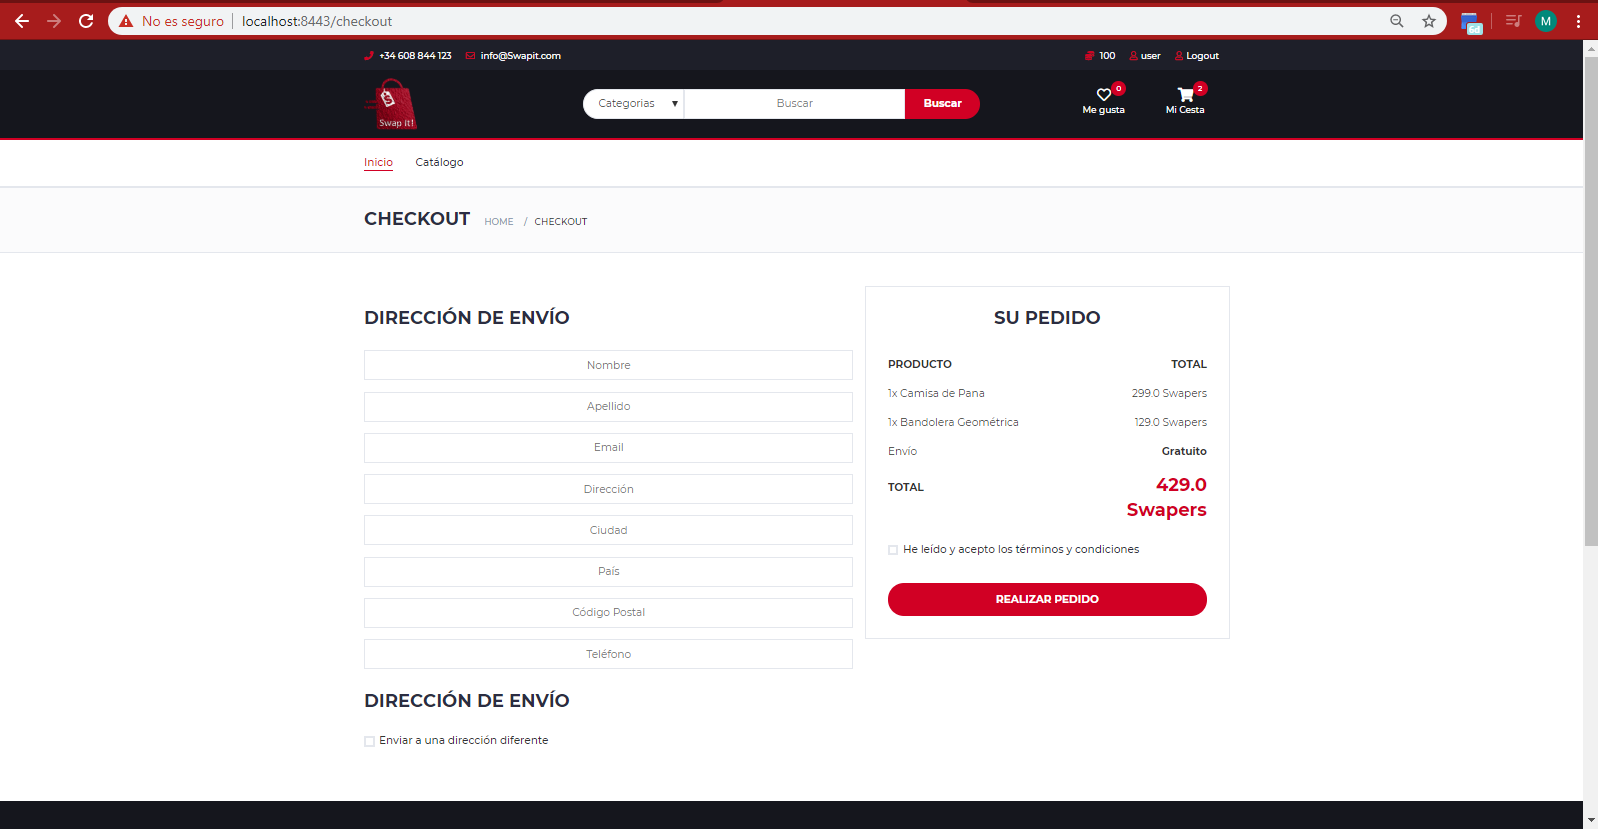 No es seguro
localhost:8443/checkout
M
+34 608 844 123
info@Swapit.com
100
user
Logout
Swap it!
Categorias
Buscar
Buscar
0
Me gusta
2
Mi Cesta
Inicio
Catálogo
CHECKOUT
HOME / CHECKOUT
DIRECCIÓN DE ENVÍO
Nombre
Apellido
Email
Dirección
Ciudad
País
Código Postal
Teléfono
DIRECCIÓN DE ENVÍO
Enviar a una dirección diferente
SU PEDIDO
PRODUCTO TOTAL
1x Camisa de Pana 299.0 Swapers
1x Bandolera Geométrica 129.0 Swapers
Envío Gratuito
TOTAL 429.0
Swapers
He leído y acepto los términos y condiciones
REALIZAR PEDIDO